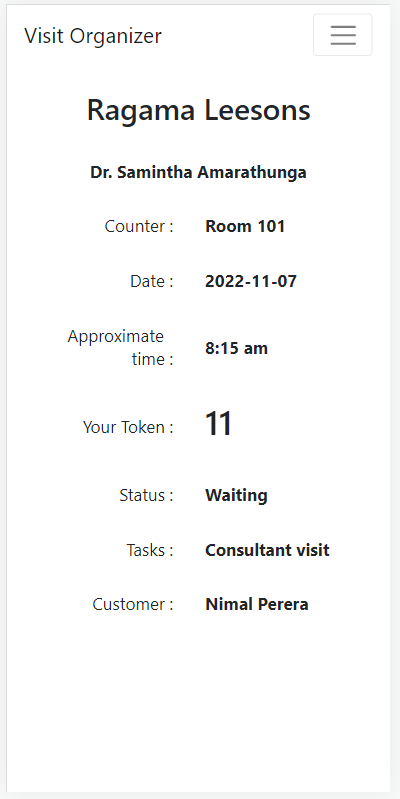 Visit Organizer
Ragama Leesons
Dr. Samintha Amarathunga
Counter : Room 101
Date : 2022-11-07
Approximate
time : 8:15 am
Your Token : 11
Status : Waiting
Tasks : Consultant visit
Customer : Nimal Perera